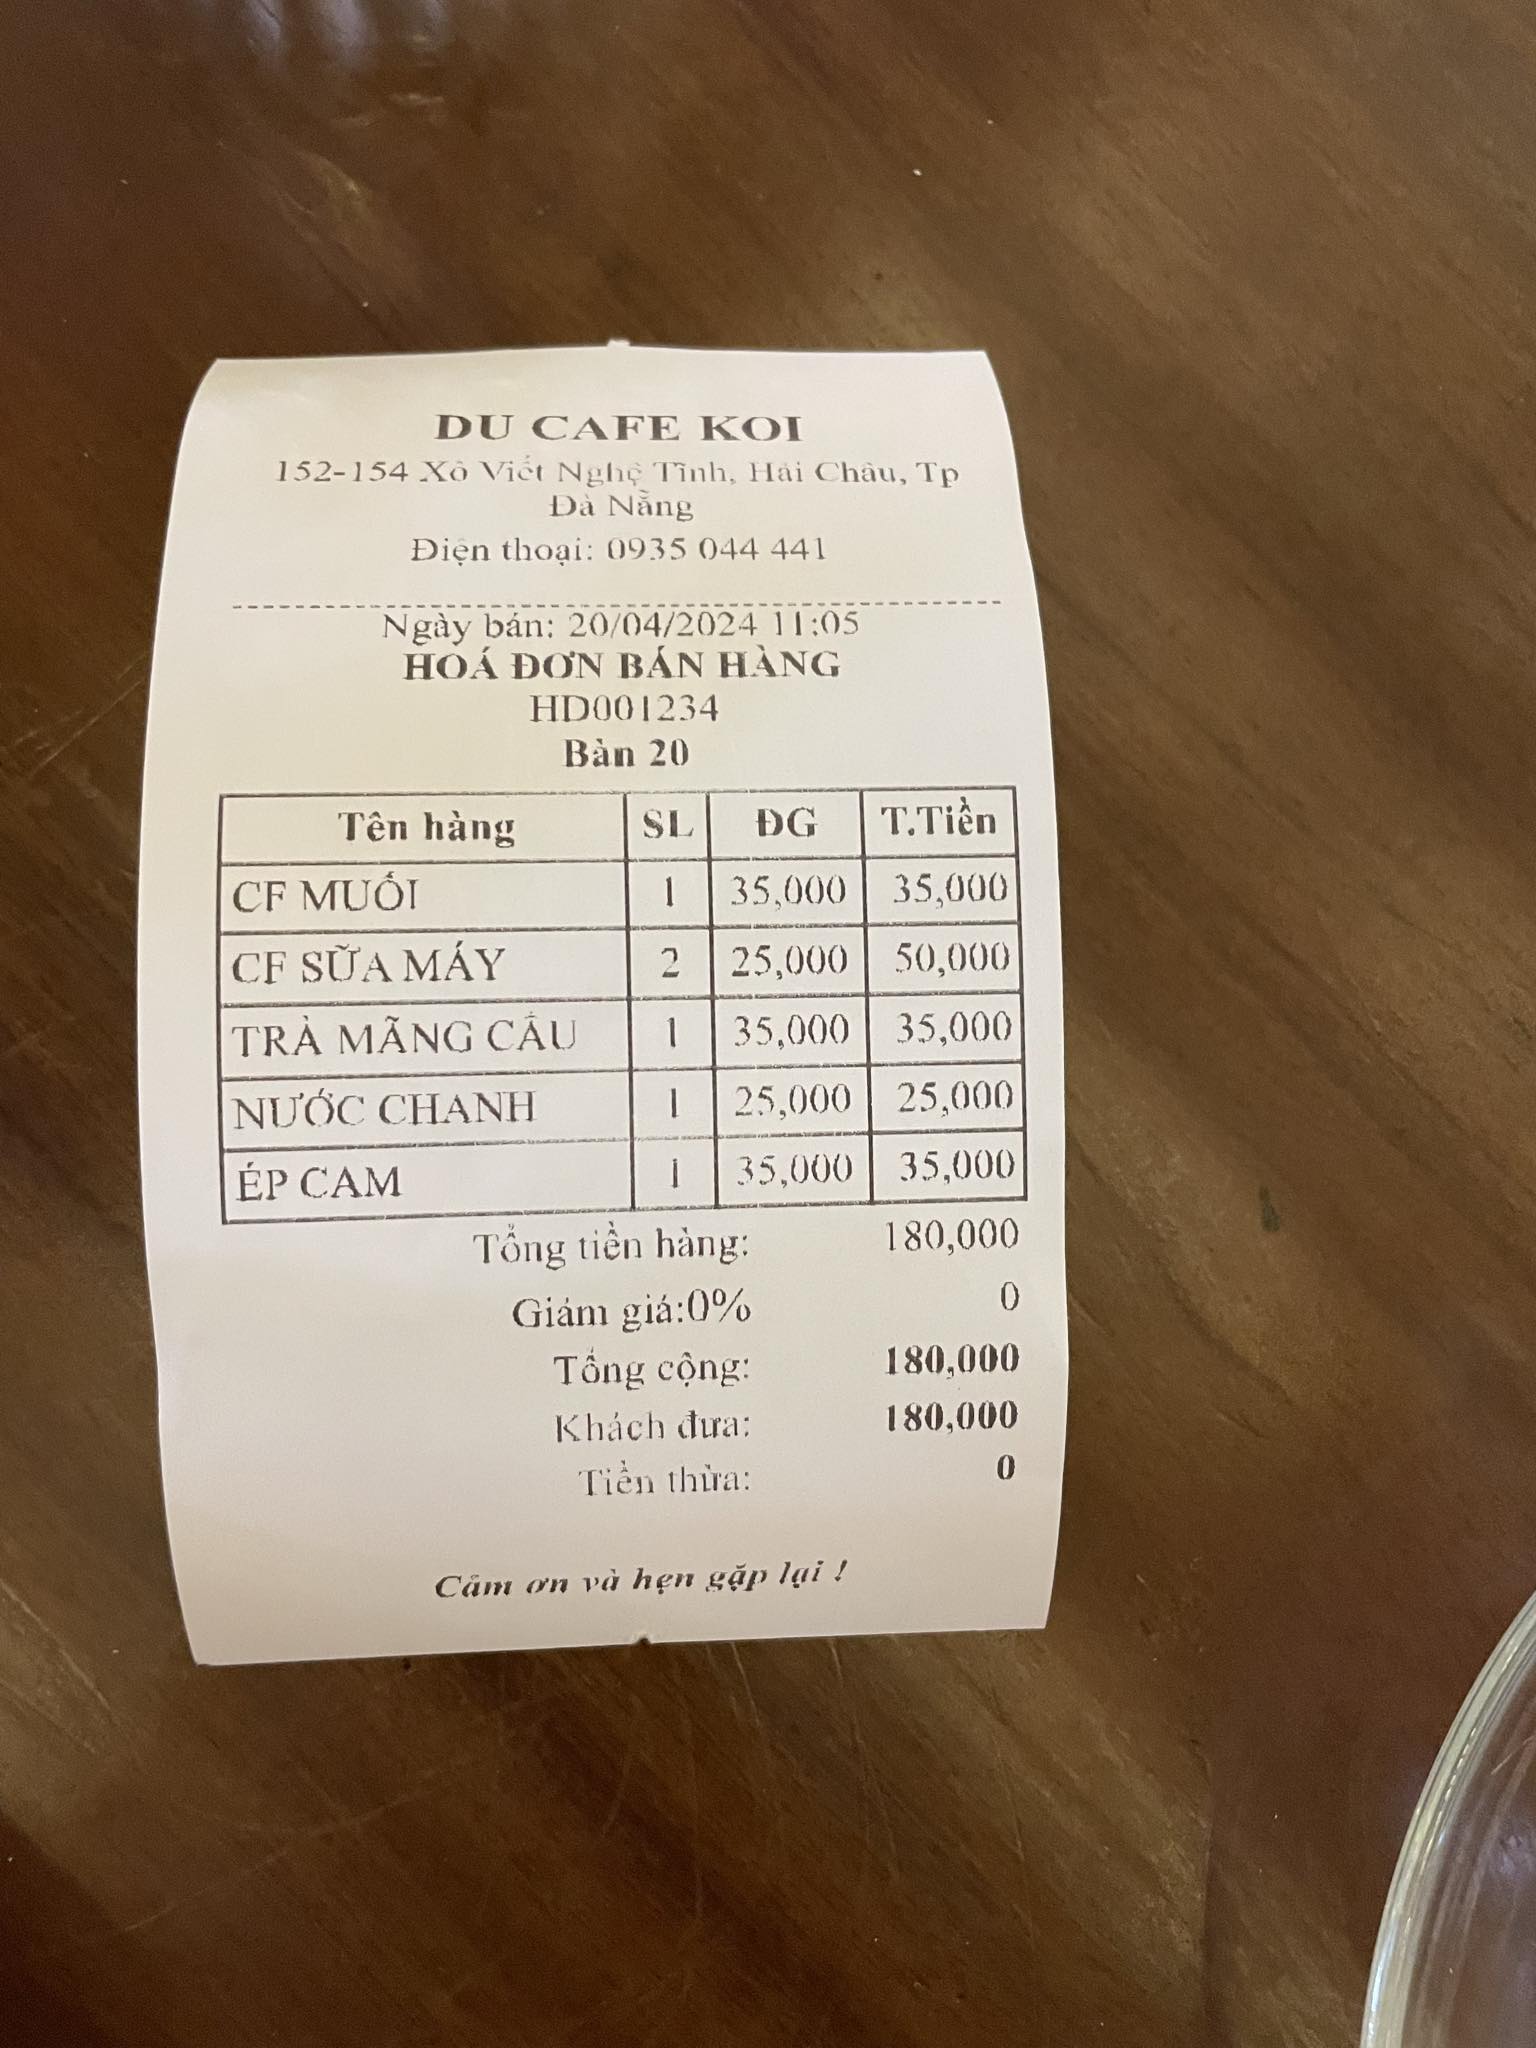 DU CAFE KOI
152-154 Xô Viết Nghệ Tĩnh, Hải Châu, Tp
Đà Nẵng
Điện thoại: 0935 044 441
Ngày bán: 20/04/2024 11:05
HOÁ ĐƠN BÁN HÀNG
HD001234
Bàn 20
Tên hàng SL ĐG T.Tiền
CF MUỐI 1 35,000 35,000
CF SỮA MÁY 2 25,000 50,000
TRÀ MÃNG CẦU 1 35,000 35,000
NƯỚC CHANH 1 25,000 25,000
ÉP CAM 1 35,000 35,000
Tổng tiền hàng: 180,000
Giảm giá:0% 0
Tổng cộng: 180,000
Khách đưa: 180,000
Tiền thừa: 0
Cảm ơn và hẹn gặp lại !